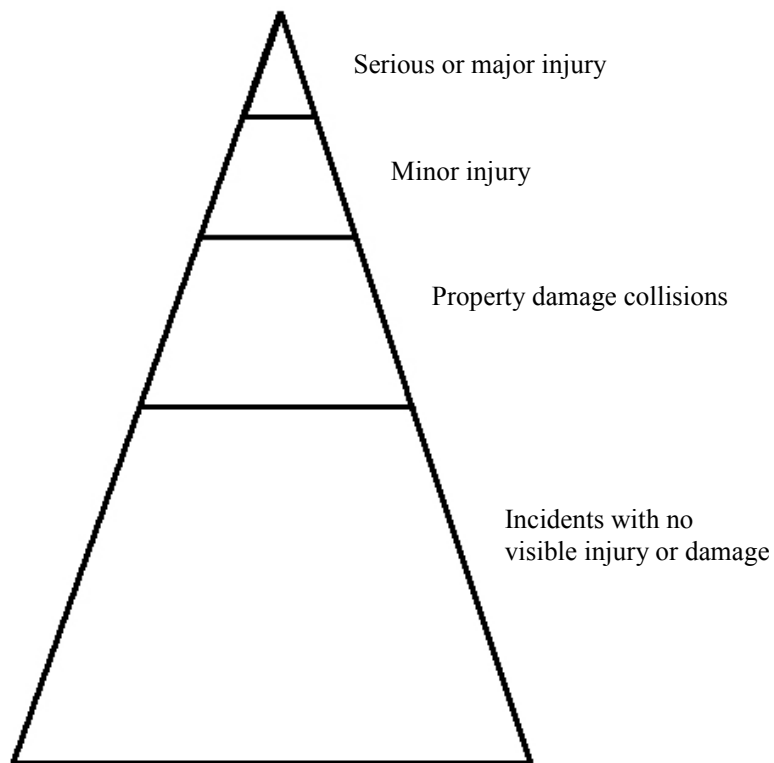 Serious or major injury
Minor injury
Property damage collisions
Incidents with no
visible injury or damage